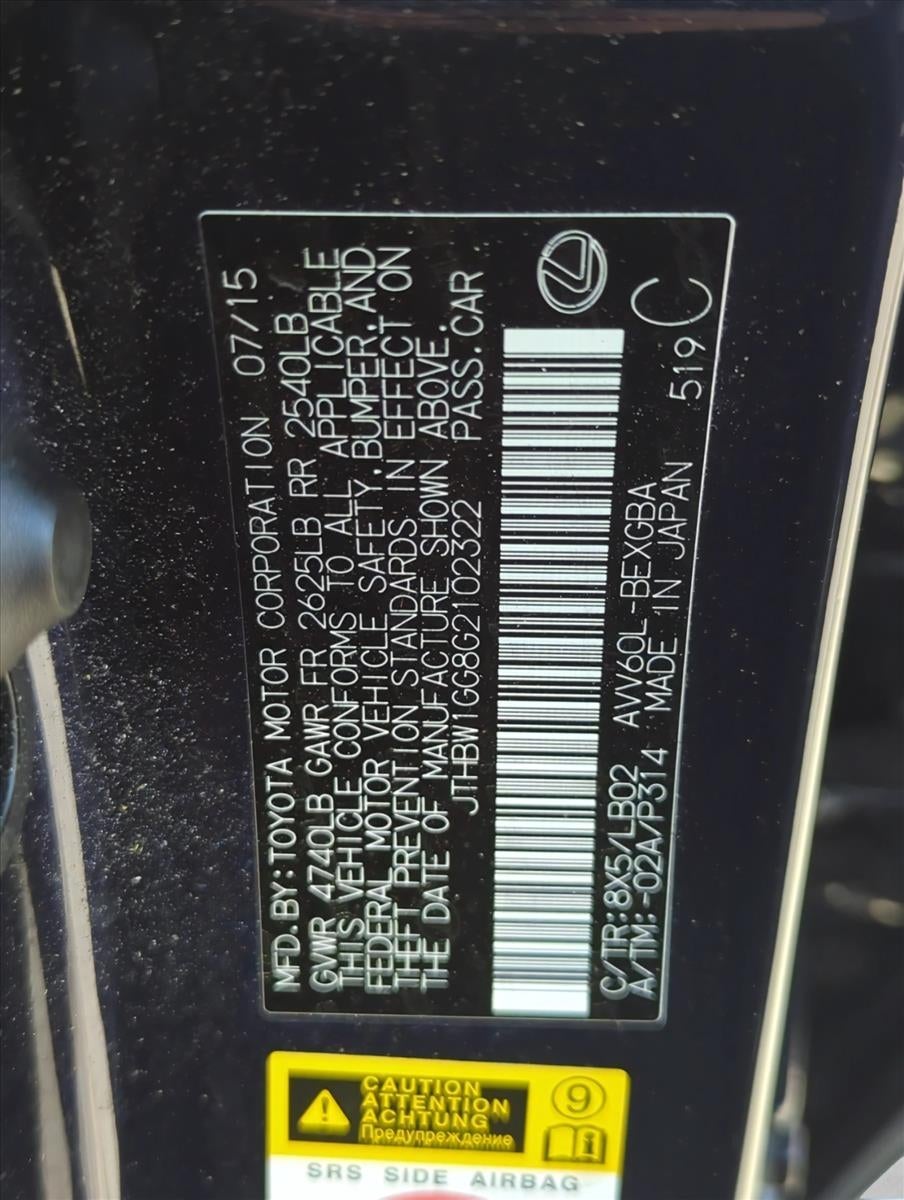 MFD.BY:TOYOTA MOTOR CORPORATION 07/15
GVWR 4740LB GAWR FR 2625LB RR 2540LB
THIS VEHICLE CONFORMS TO ALL APPLICABLE
FEDERAL MOTOR VEHICLE SAFETY,BUMPER,AND
THEFT PREVENTION STANDARDS IN EFFECT ON
THE DATE OF MANUFACTURE SHOWN ABOVE.
JTHBW1GG8G2102322 PASS.CAR
C/TR:8X5/LB02 AVV60L-BEXGBA
A/TM:-02A/P314 MADE IN JAPAN 519 C
CAUTION
ATTENTION
ACHTUNG
Предупреждение
9
i
SRS SIDE AIRBAG